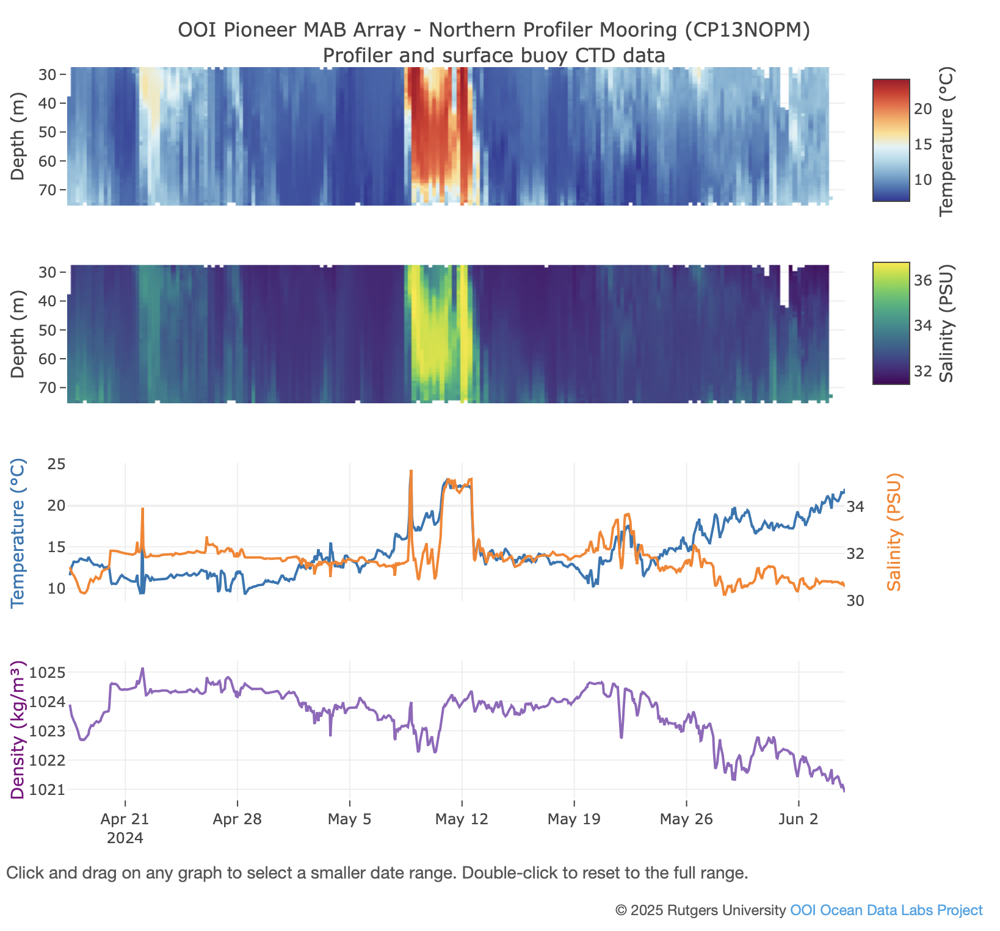 OOI Pioneer MAB Array - Northern Profiler Mooring (CP13NOPM)
Profiler and surface buoy CTD data
30
40
50
60
70
Depth (m)
20
15
10
Temperature (°C)
30
40
50
60
70
Depth (m)
36
34
32
Salinity (PSU)
25
20
15
10
Temperature (°C)
34
32
30
Salinity (PSU)
1025
1024
1023
1022
1021
Density (kg/m³)
Apr 21 Apr 28 May 5 May 12 May 19 May 26 Jun 2
2024
Click and drag on any graph to select a smaller date range. Double-click to reset to the full range.
© 2025 Rutgers University OOI Ocean Data Labs Project